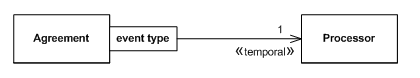 Agreement
event type
1
«temporal»
Processor